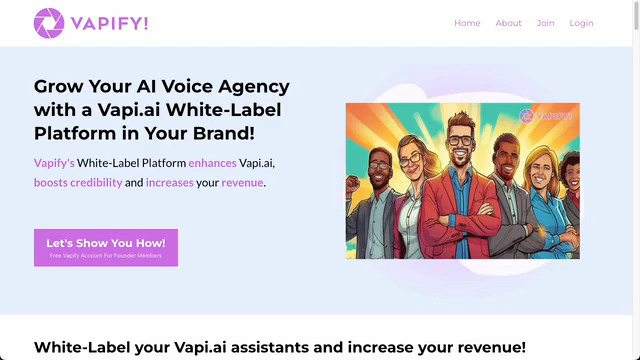 VAPIFY!
Home About Join Login
Grow Your AI Voice Agency
with a Vapi.ai White-Label
Platform in Your Brand!
Vapify's White-Label Platform enhances Vapi.ai,
boosts credibility and increases your revenue.
VAPIFY!
Let's Show You How!
Free Vapify Account For Founder Members
White-Label your Vapi.ai assistants and increase your revenue!